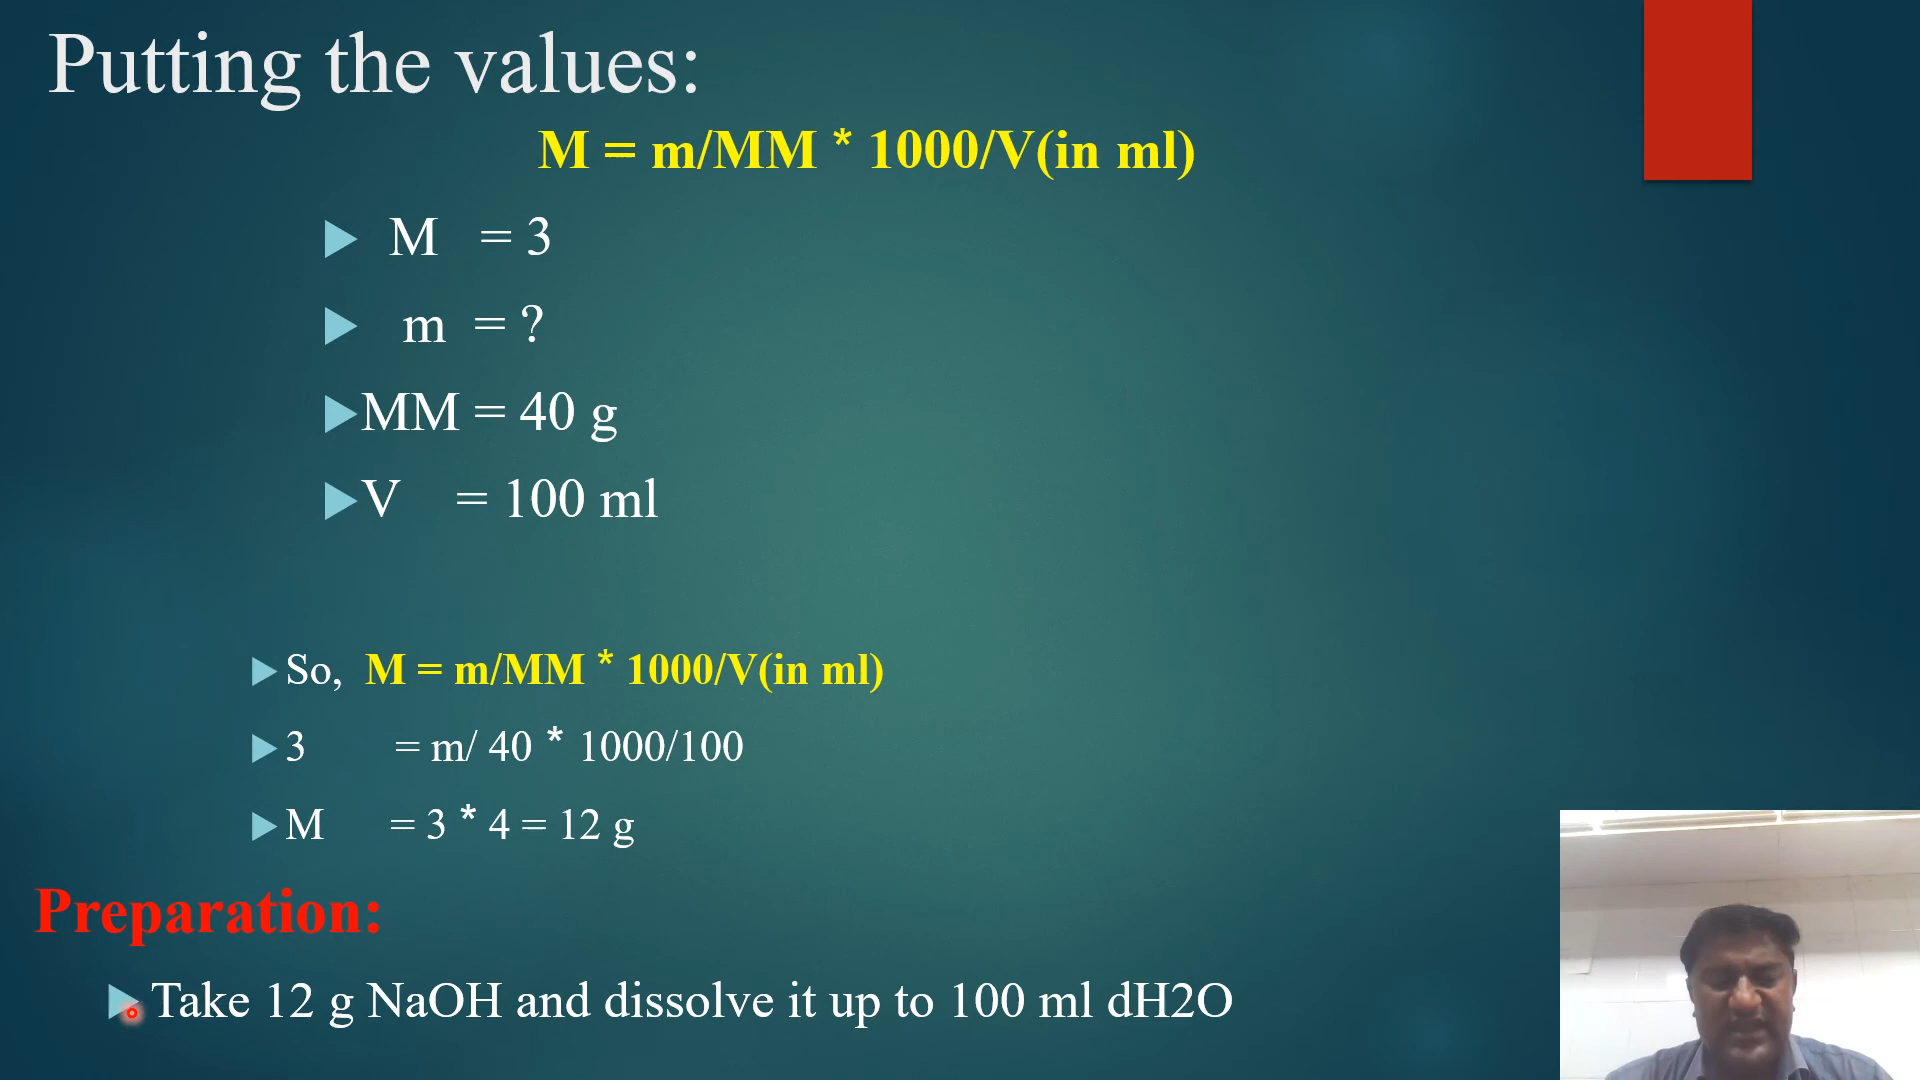 Putting the values:
M = m/MM * 1000/V(in ml)
M = 3
m = ?
MM = 40 g
V = 100 ml
So, M = m/MM * 1000/V(in ml)
3 = m/ 40 * 1000/100
M = 3 * 4 = 12 g
Preparation:
Take 12 g NaOH and dissolve it up to 100 ml dH2O